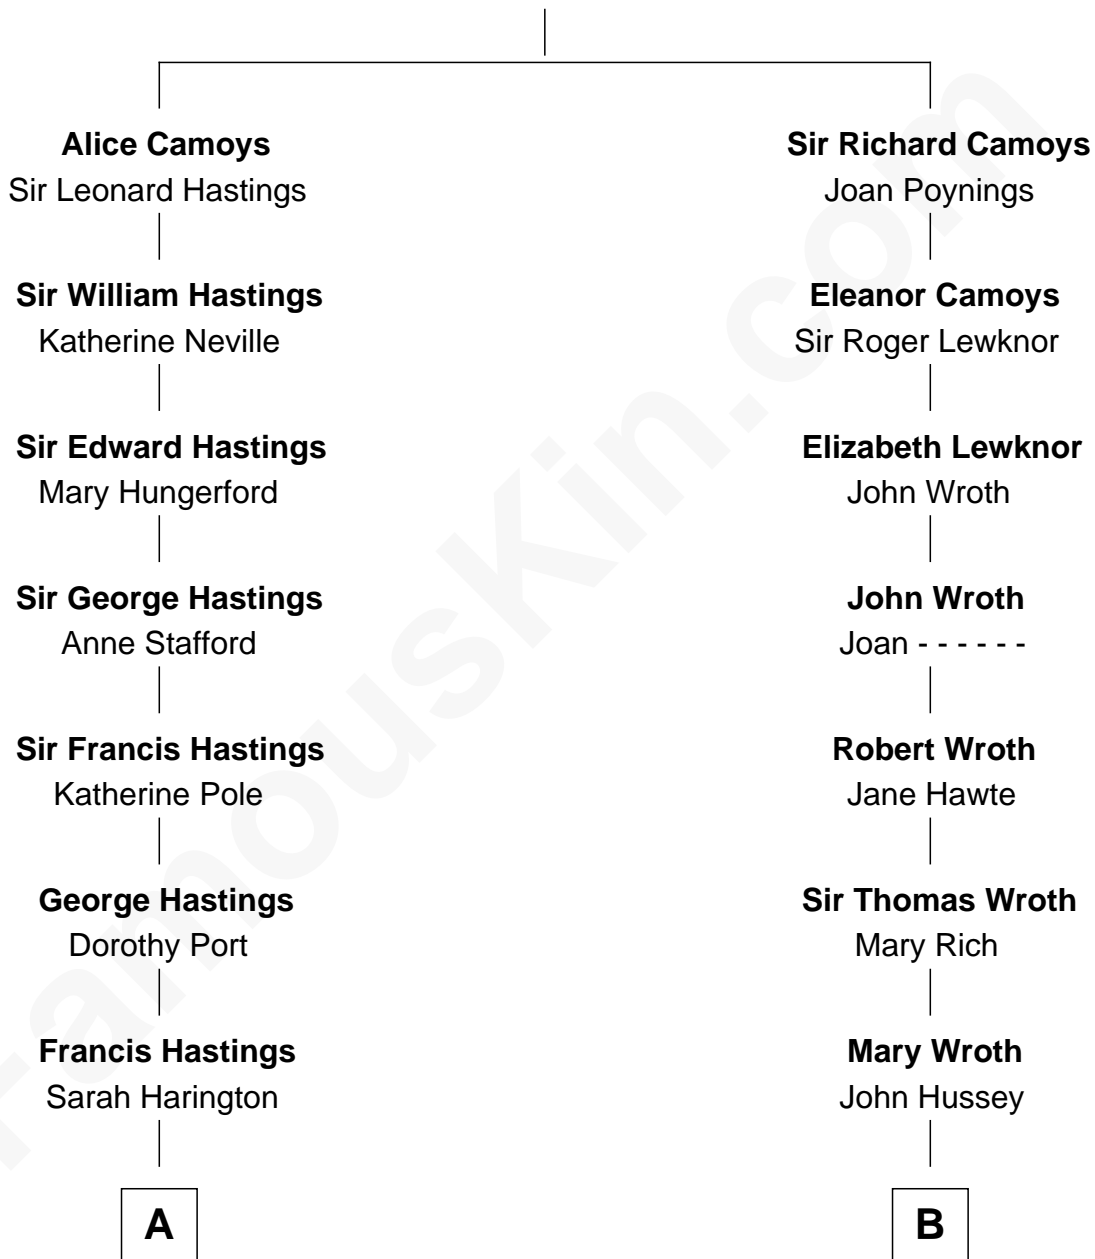 Alice Camoys
Sir Leonard Hastings
Sir William Hastings
Katherine Neville
Sir Edward Hastings
Mary Hungerford
Sir George Hastings
Anne Stafford
Sir Francis Hastings
Katherine Pole
George Hastings
Dorothy Port
Francis Hastings
Sarah Harington
A
Sir Richard Camoys
Joan Poynings
Eleanor Camoys
Sir Roger Lewknor
Elizabeth Lewknor
John Wroth
John Wroth
Joan - - - - - -
Robert Wroth
Jane Hawte
Sir Thomas Wroth
Mary Rich
Mary Wroth
John Hussey
B
FamousKin.com